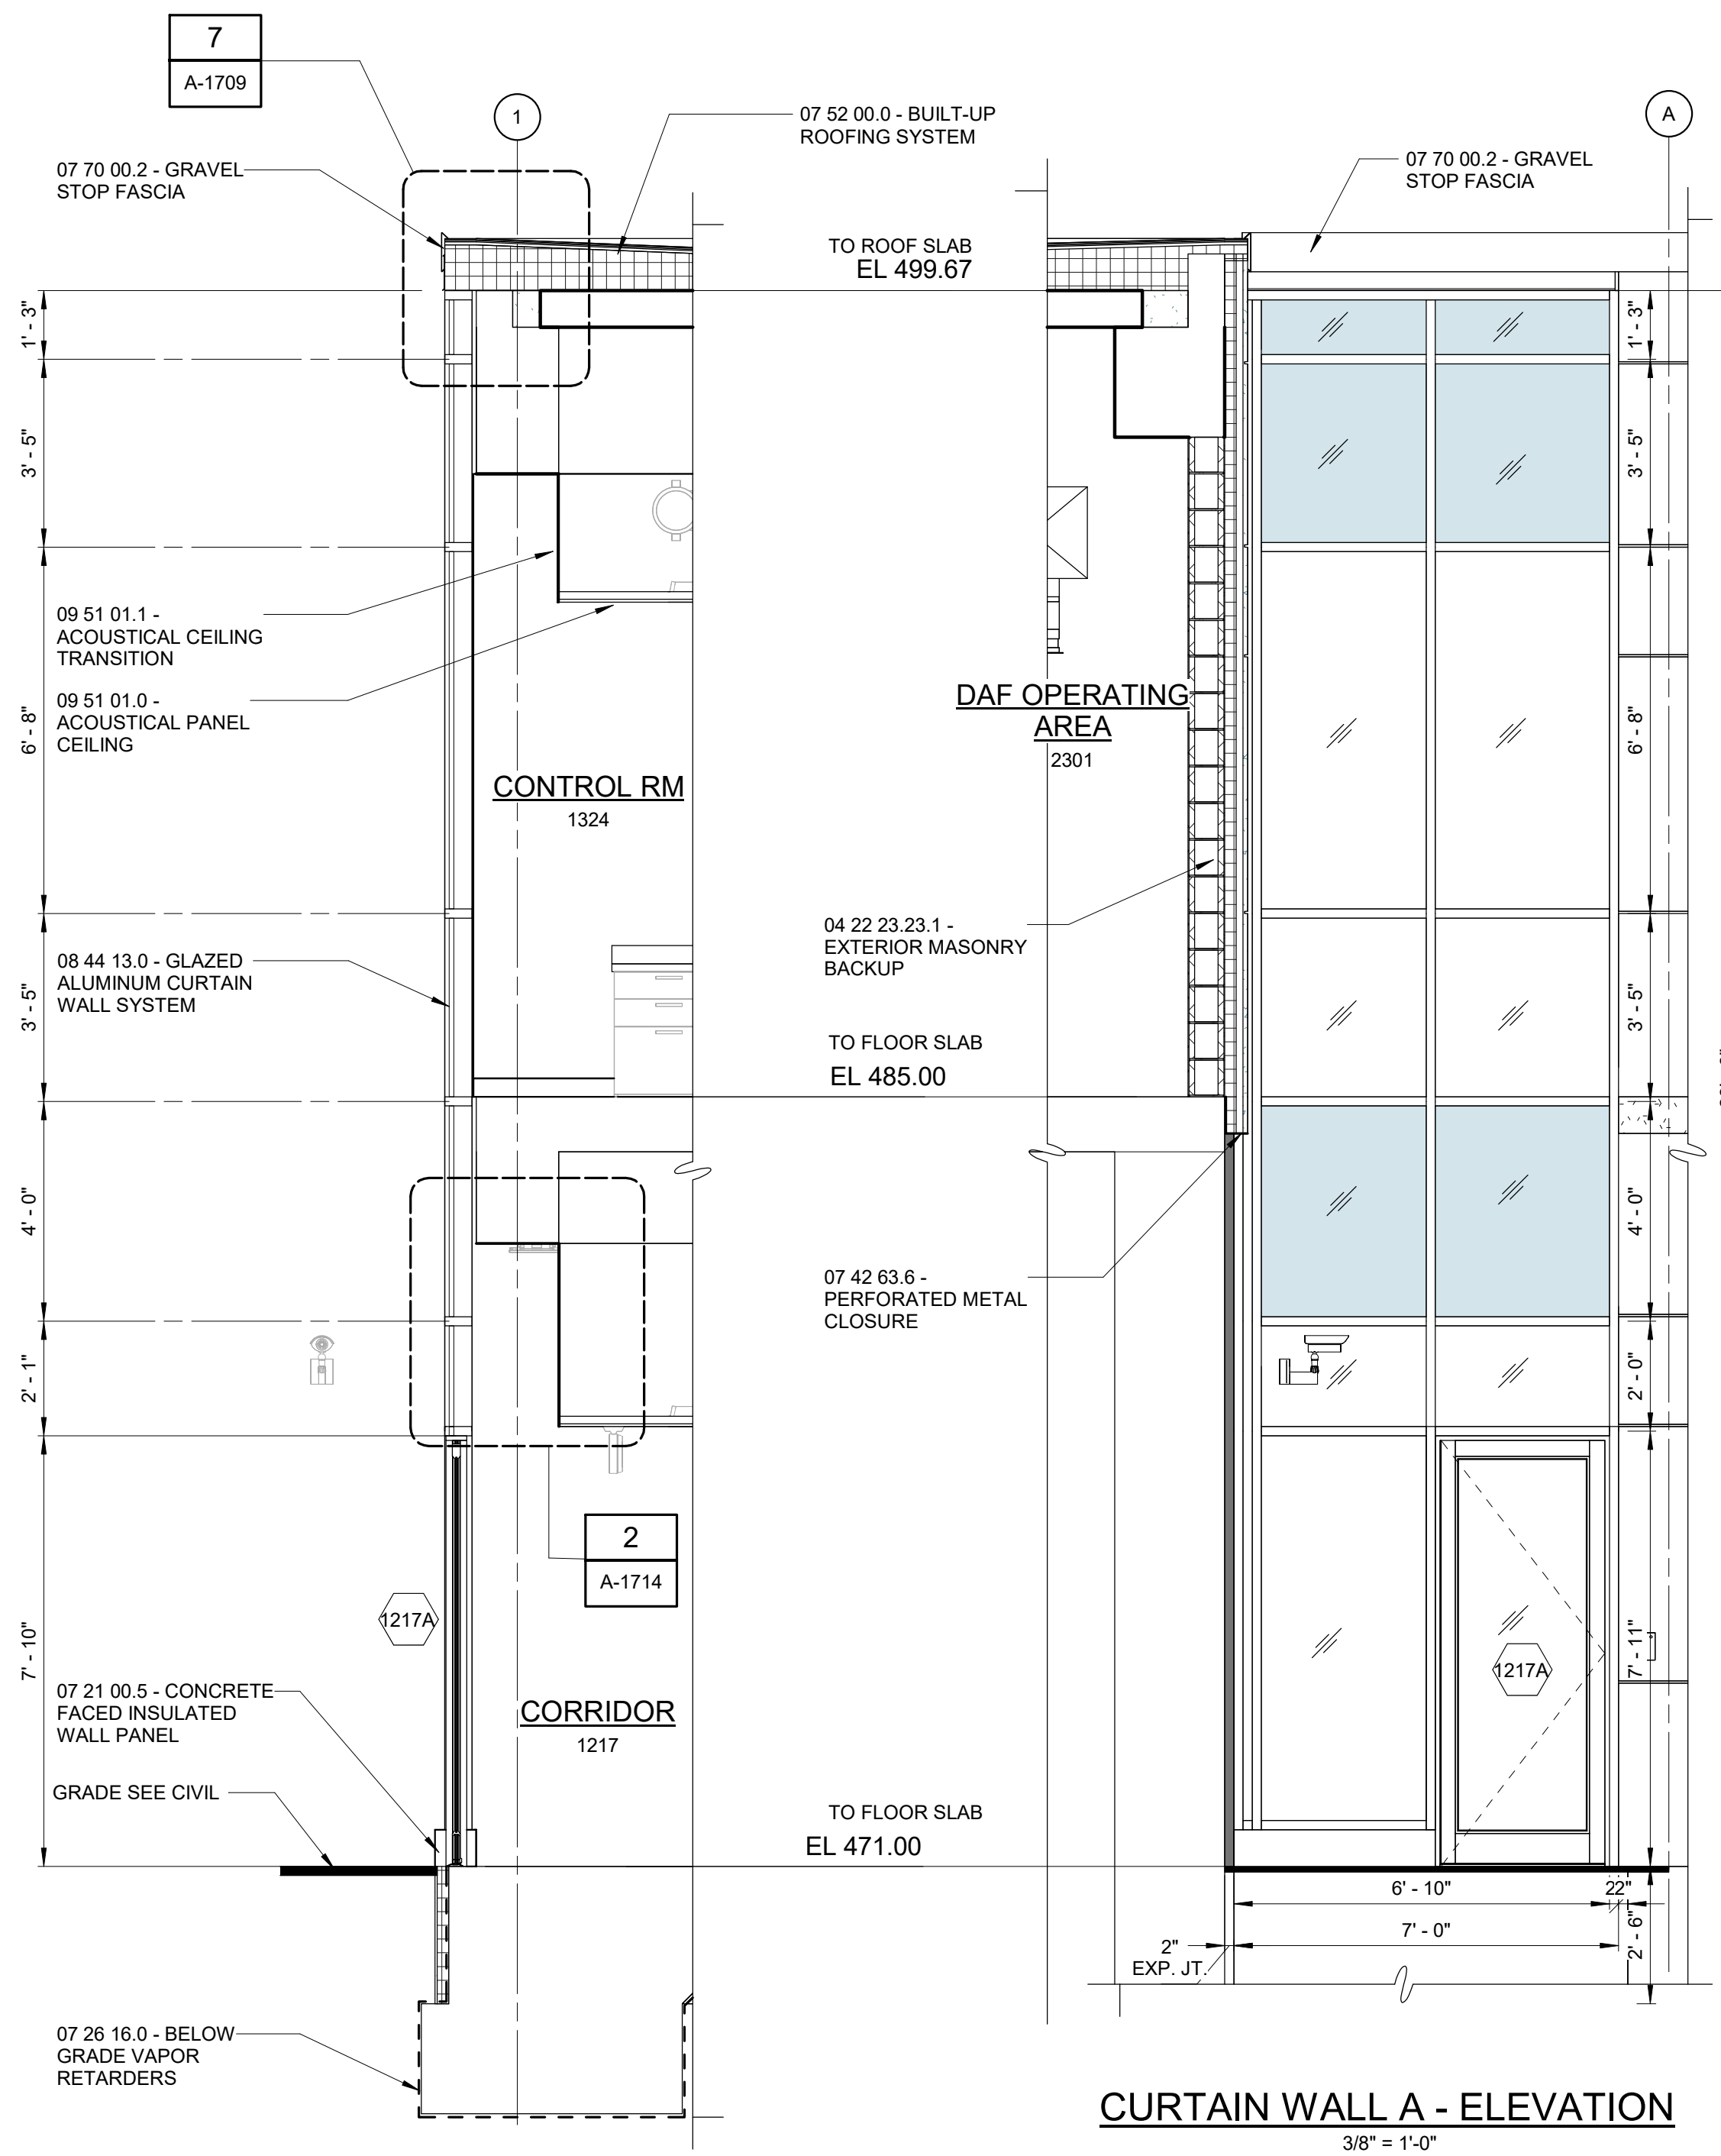 7
A-1709
1
A
07 52 00.0 - BUILT-UP
ROOFING SYSTEM
07 70 00.2 - GRAVEL
STOP FASCIA
07 70 00.2 - GRAVEL
STOP FASCIA
TO ROOF SLAB
EL 499.67
1' - 3"
3' - 5"
6' - 8"
3' - 5"
4' - 0"
2' - 1"
7' - 10"
09 51 01.1 -
ACOUSTICAL CEILING
TRANSITION
09 51 01.0 -
ACOUSTICAL PANEL
CEILING
CONTROL RM
1324
DAF OPERATING
AREA
2301
08 44 13.0 - GLAZED
ALUMINUM CURTAIN
WALL SYSTEM
04 22 23.23.1 -
EXTERIOR MASONRY
BACKUP
TO FLOOR SLAB
EL 485.00
07 42 63.6 -
PERFORATED METAL
CLOSURE
2
A-1714
1217A
07 21 00.5 - CONCRETE
FACED INSULATED
WALL PANEL
CORRIDOR
1217
GRADE SEE CIVIL
TO FLOOR SLAB
EL 471.00
07 26 16.0 - BELOW
GRADE VAPOR
RETARDERS
1' - 3"
3' - 5"
6' - 8"
3' - 5"
4' - 0"
2' - 0"
7' - 11"
1217A
6' - 10"
22"
7' - 0"
2' - 6"
2"
EXP. JT.
CURTAIN WALL A - ELEVATION
3/8" = 1'-0"